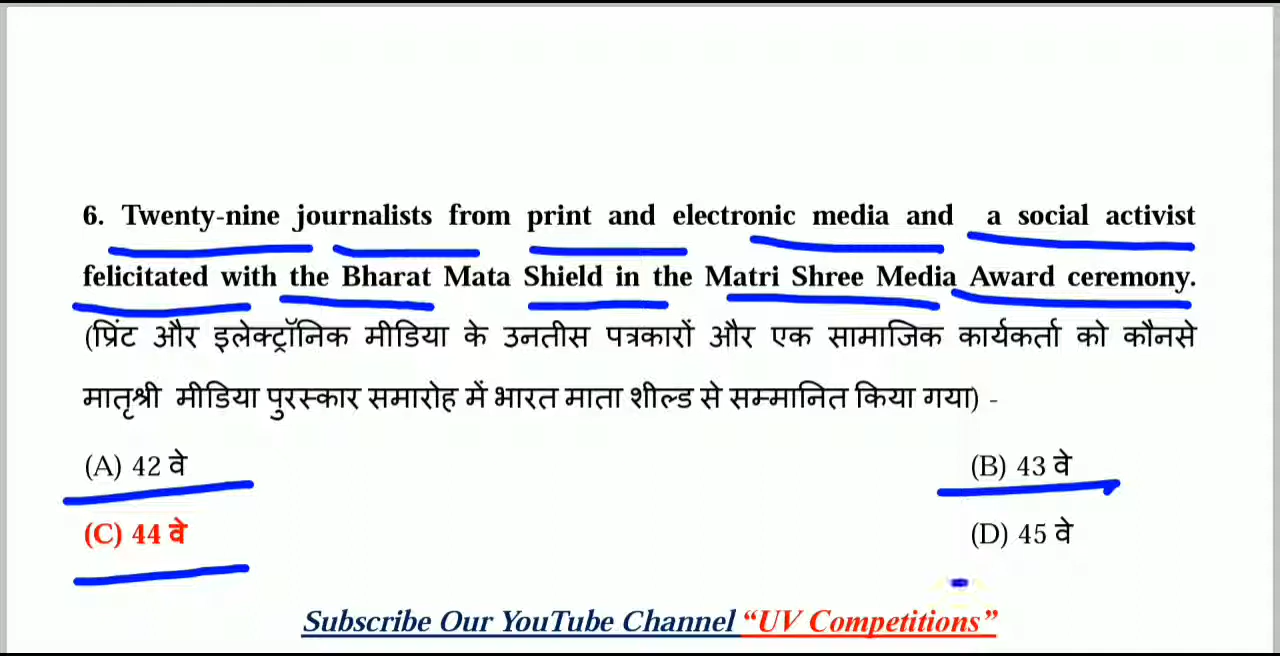 6. Twenty-nine journalists from print and electronic media and a social activist
felicitated with the Bharat Mata Shield in the Matri Shree Media Award ceremony.
(प्रिंट और इलेक्ट्रॉनिक मीडिया के उनतीस पत्रकारों और एक सामाजिक कार्यकर्ता को कौनसे
मातृश्री मीडिया पुरस्कार समारोह में भारत माता शील्ड से सम्मानित किया गया) -
(A) 42 वे (B) 43 वे
(C) 44 वे (D) 45 वे
Subscribe Our YouTube Channel “UV Competitions”